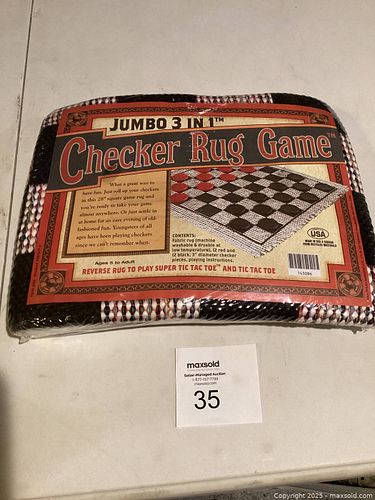 JUMBO 3 IN 1™
Checker Rug Game™
What a great way to
have fun. Just roll up your checkers
in this 28" square game rug and
you're ready to take your game
almost anywhere. Or just settle in
at home for an easy evening of old-
fashioned fun. Youngsters of all
ages have been playing checkers
since we can't remember when.
Ages 5 to Adult
CONTENTS:
Fabric rug (machine
washable & dryable at
low temperature), 12 red and
12 black, 3" diameter checker
pieces, playing instructions.
USA
143086
REVERSE RUG TO PLAY SUPER TIC TAC TOE™ AND TIC TAC TOE
maxsold
Seller-Managed Auction
maxsold.com
35
Copyright 2025 - maxsold.com